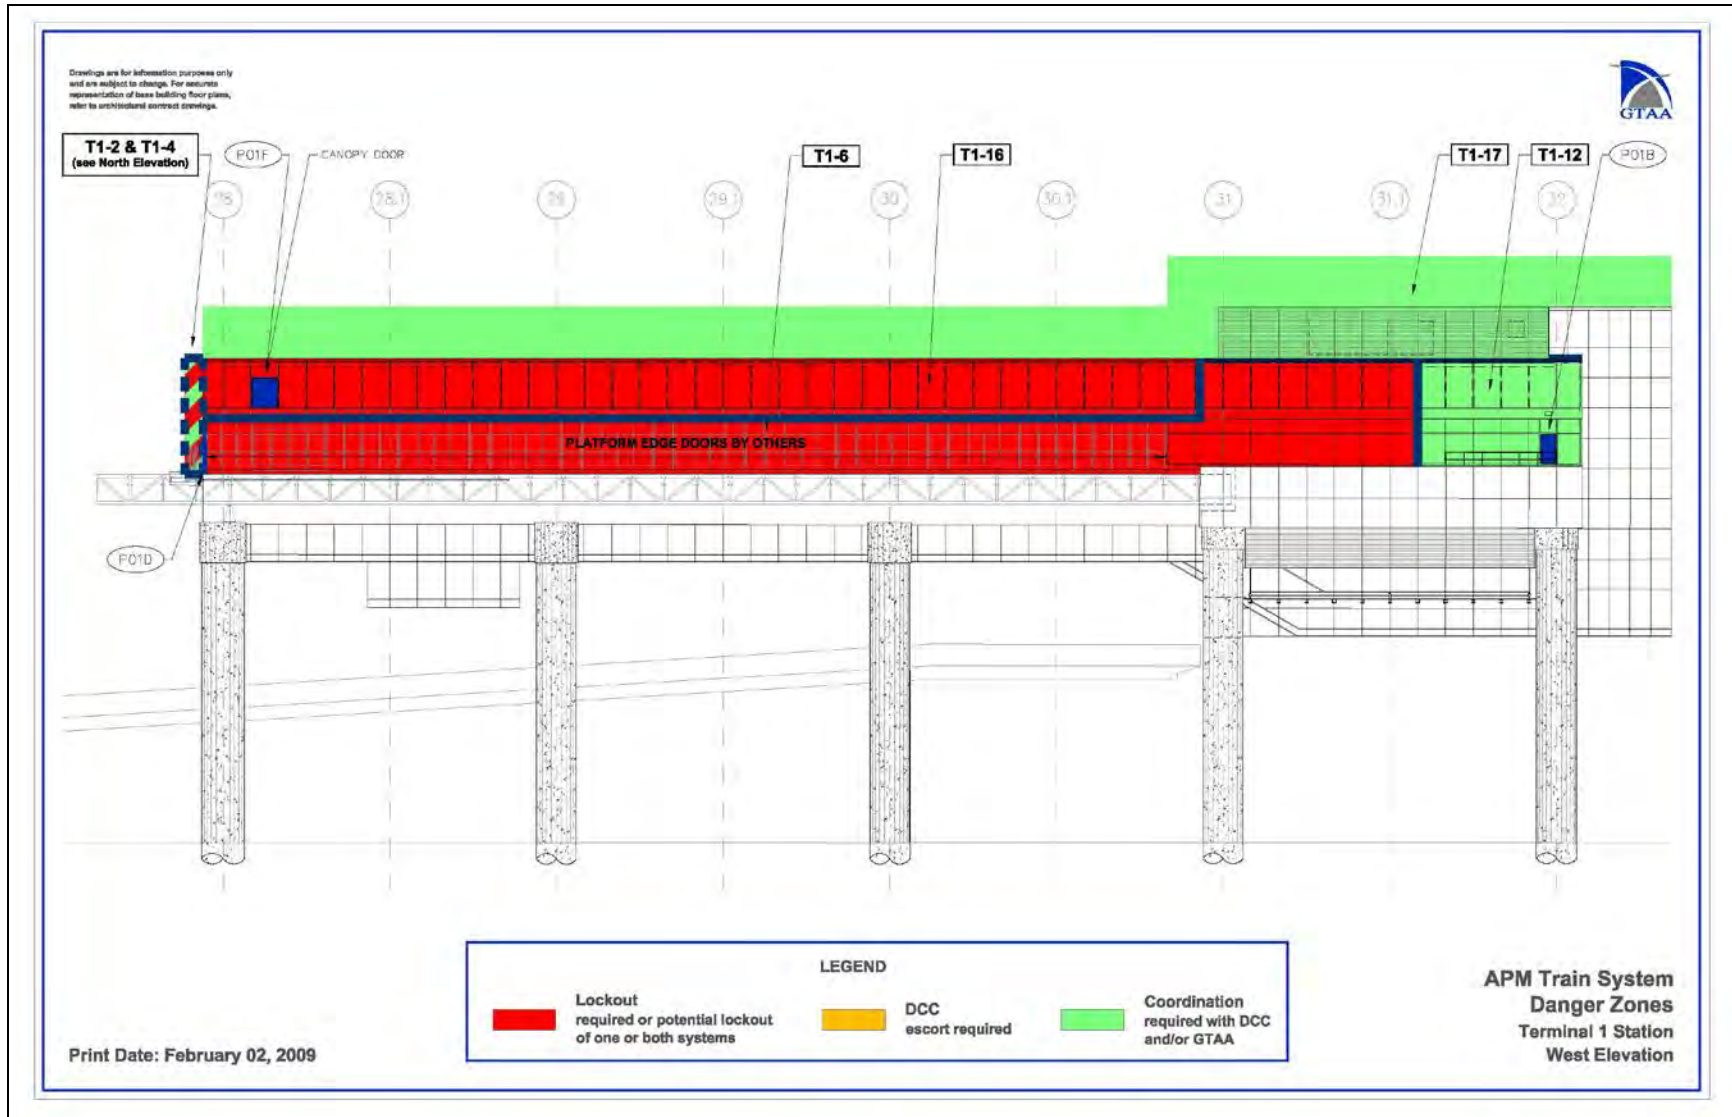 Drawings are for information purposes only
and are subject to change. For accurate
representation of base building floor plans,
refer to architectural contract drawings.
GTAA
T1-2 & T1-4
(see North Elevation)
P01F
CANOPY DOOR
T1-6
T1-16
T1-17
T1-12
P01B
28
28.1
29
29.1
30
30.1
31
31.1
32
PLATFORM EDGE DOORS BY OTHERS
P01D
LEGEND
Lockout
required or potential lockout
of one or both systems
DCC
escort required
Coordination
required with DCC
and/or GTAA
APM Train System
Danger Zones
Terminal 1 Station
West Elevation
Print Date: February 02, 2009